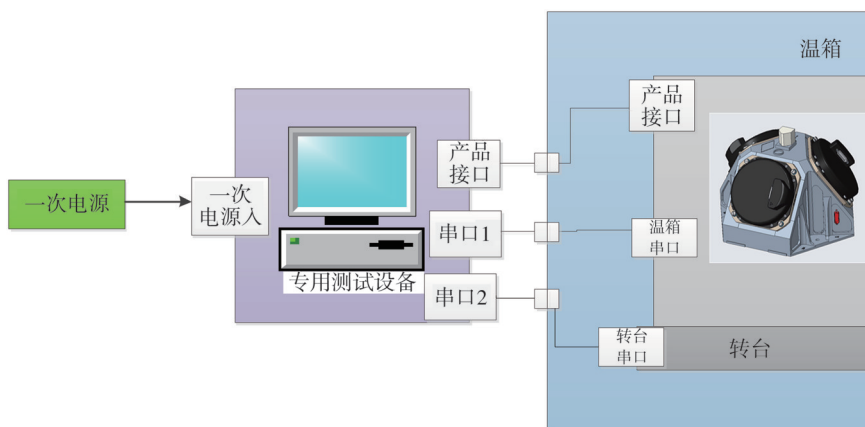 温箱
产品
接口
产品
接口
一次电源
一次
电源入
串口1
温箱
串口
专用测试设备
串口2
转台
串口
转台